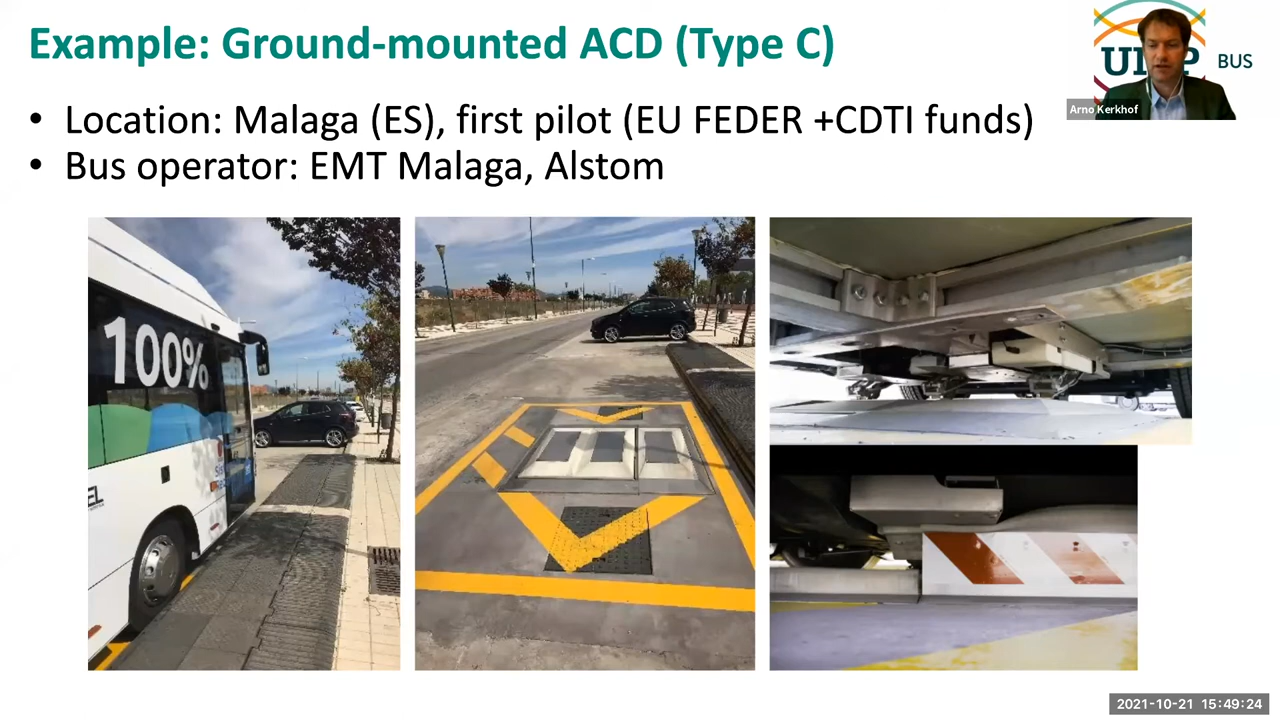 Example: Ground-mounted ACD (Type C)
BUS
Arno Kerkhof
• Location: Malaga (ES), first pilot (EU FEDER +CDTI funds)
• Bus operator: EMT Malaga, Alstom
100%
2021-10-21 15:49:24